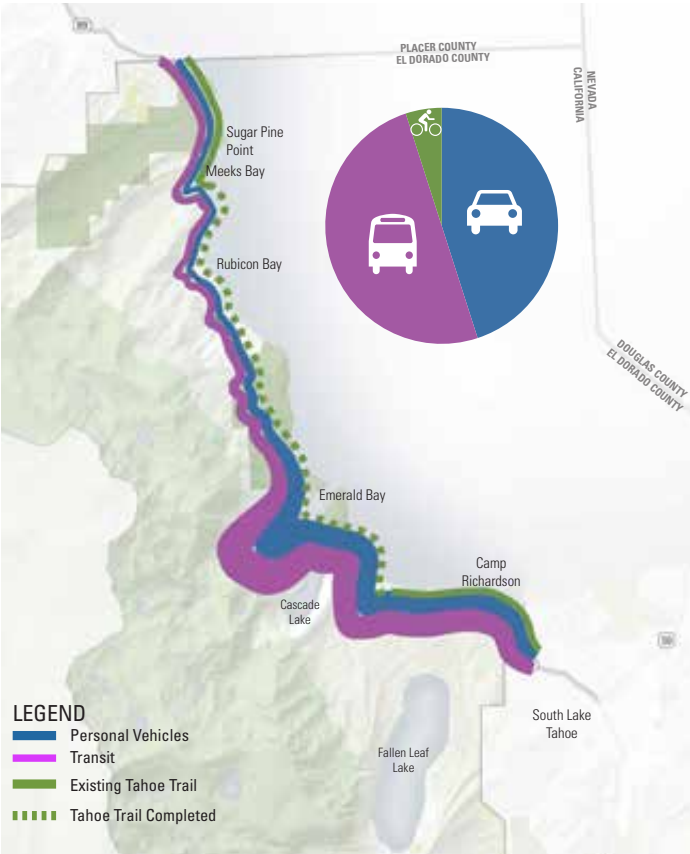 PLACER COUNTY
EL DORADO COUNTY
NEVADA
CALIFORNIA
Sugar Pine
Point
Meeks Bay
Rubicon Bay
DOUGLAS COUNTY
EL DORADO COUNTY
Emerald Bay
Camp
Richardson
Cascade
Lake
South Lake
Tahoe
Fallen Leaf
Lake
LEGEND
Personal Vehicles
Transit
Existing Tahoe Trail
Tahoe Trail Completed